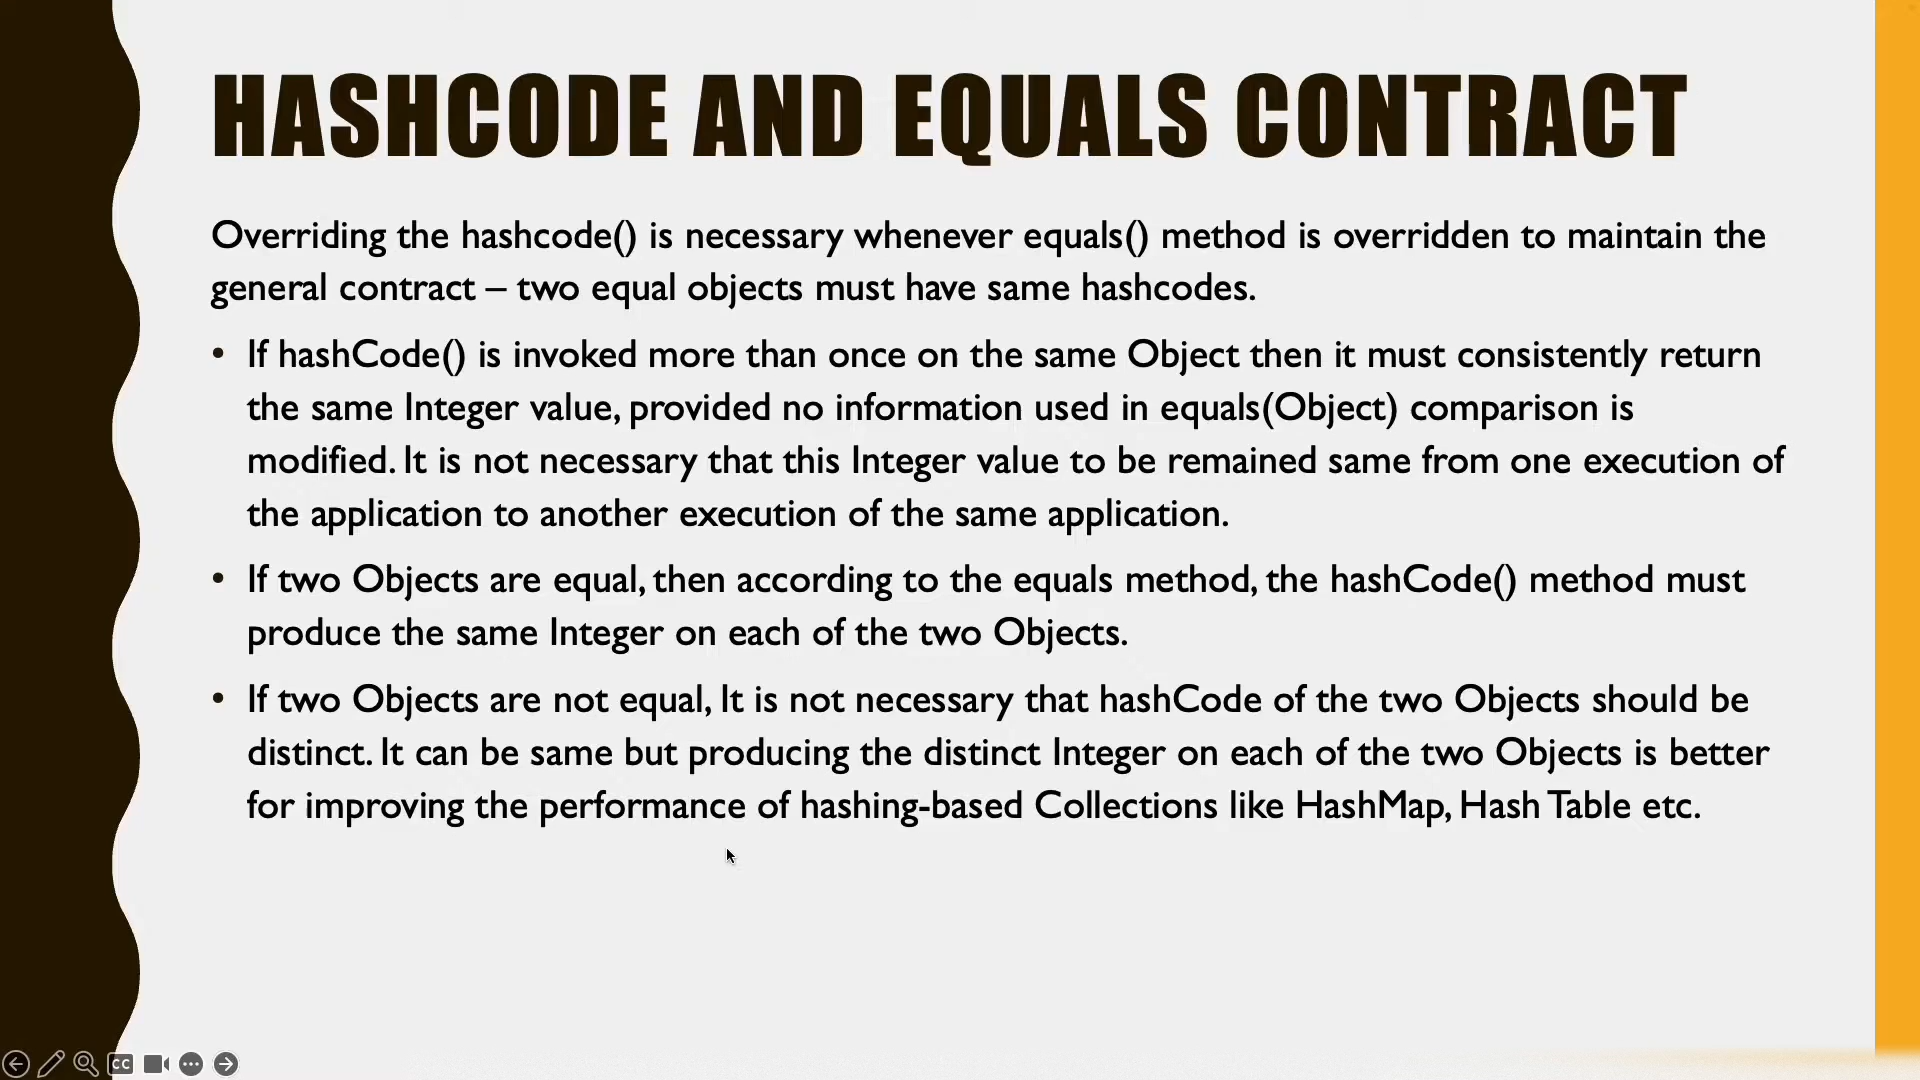 HASHCODE AND EQUALS CONTRACT
Overriding the hashcode() is necessary whenever equals() method is overridden to maintain the
general contract – two equal objects must have same hashcodes.
• If hashCode() is invoked more than once on the same Object then it must consistently return
the same Integer value, provided no information used in equals(Object) comparison is
modified. It is not necessary that this Integer value to be remained same from one execution of
the application to another execution of the same application.
• If two Objects are equal, then according to the equals method, the hashCode() method must
produce the same Integer on each of the two Objects.
• If two Objects are not equal, It is not necessary that hashCode of the two Objects should be
distinct. It can be same but producing the distinct Integer on each of the two Objects is better
for improving the performance of hashing-based Collections like HashMap, Hash Table etc.
CC